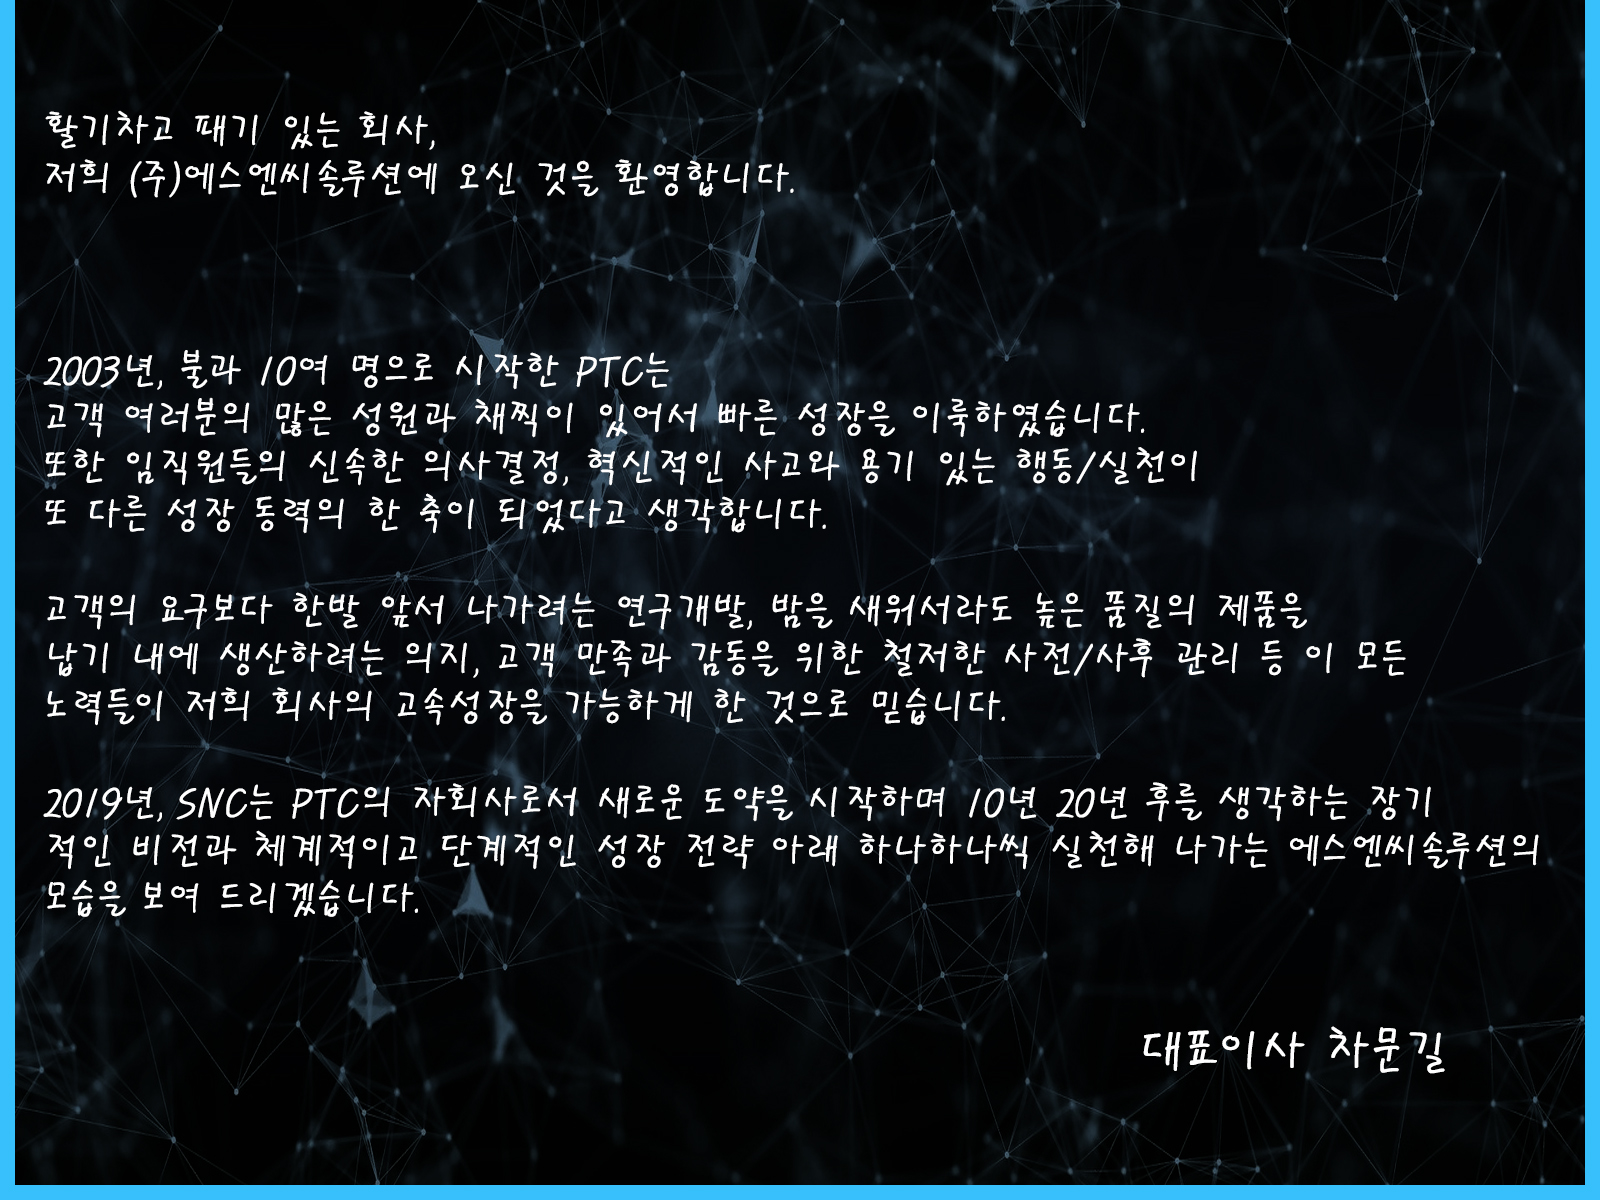 활기차고 패기 있는 회사,
저희 (주)에스엔씨솔루션에 오신 것을 환영합니다.
2003년, 불과 10여 명으로 시작한 PTC는
고객 여러분의 많은 성원과 채찍이 있어서 빠른 성장을 이룩하였습니다.
또한 임직원들의 신속한 의사결정, 혁신적인 사고와 용기 있는 행동/실천이
또 다른 성장 동력의 한 축이 되었다고 생각합니다.
고객의 요구보다 한발 앞서 나가려는 연구개발, 밤을 새워서라도 높은 품질의 제품을
납기 내에 생산하려는 의지, 고객 만족과 감동을 위한 철저한 사전/사후 관리 등 이 모든
노력들이 저희 회사의 고속성장을 가능하게 한 것으로 믿습니다.
2019년, SNC는 PTC의 자회사로서 새로운 도약을 시작하며 10년 20년 후를 생각하는 장기
적인 비전과 체계적이고 단계적인 성장 전략 아래 하나하나씩 실천해 나가는 에스엔씨솔루션의
모습을 보여 드리겠습니다.
대표이사 차문길